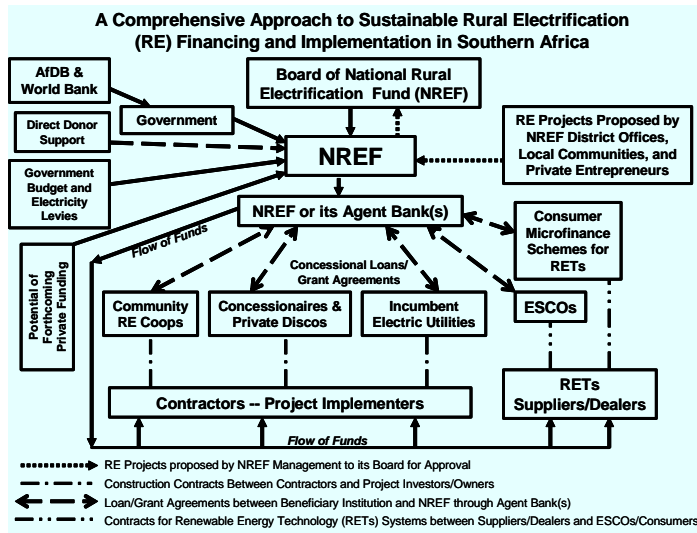 A Comprehensive Approach to Sustainable Rural Electrification
(RE) Financing and Implementation in Southern Africa
AfDB &
World Bank
Government
Board of National Rural
Electrification Fund (NREF)
Direct Donor
Support
NREF
RE Projects Proposed by
NREF District Offices,
Local Communities, and
Private Entrepreneurs
Government
Budget and
Electricity
Levies
NREF or its Agent Bank(s)
Consumer
Microfinance
Schemes for
RETs
Flow of Funds
Potential of
Forthcoming
Private Funding
Concessional Loans/
Grant Agreements
Community
RE Coops
Concessionaires &
Private Discos
Incumbent
Electric Utilities
ESCOs
Contractors -- Project Implementers
RETs
Suppliers/Dealers
Flow of Funds
RE Projects proposed by NREF Management to its Board for Approval
Construction Contracts Between Contractors and Project Investors/Owners
Loan/Grant Agreements between Beneficiary Institution and NREF through Agent Bank(s)
Contracts for Renewable Energy Technology (RETs) Systems between Suppliers/Dealers and ESCOs/Consumers